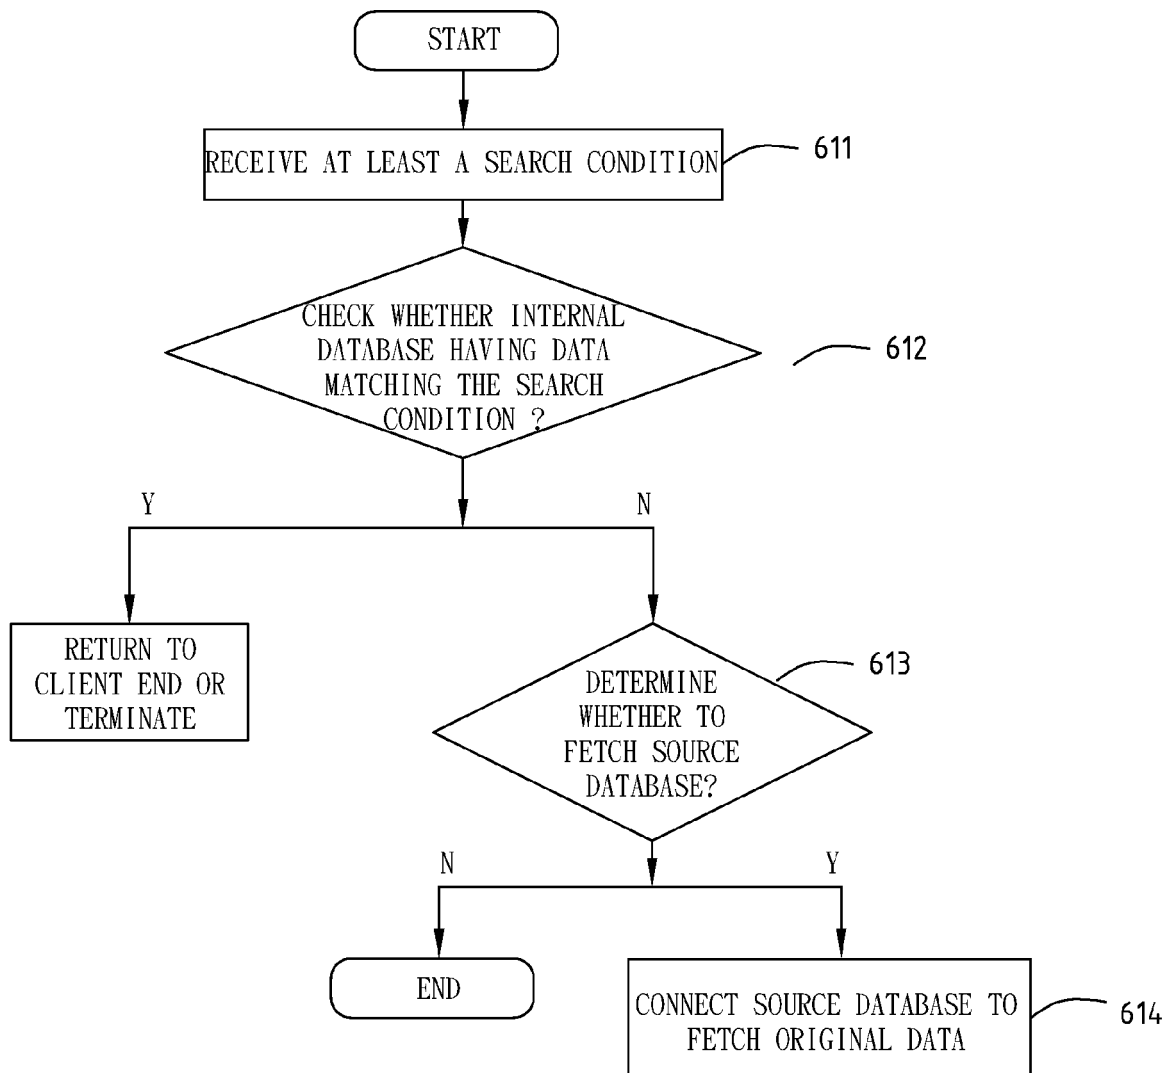 START
RECEIVE AT LEAST A SEARCH CONDITION
611
CHECK WHETHER INTERNAL
DATABASE HAVING DATA
MATCHING THE SEARCH
CONDITION ?
612
Y
N
RETURN TO
CLIENT END OR
TERMINATE
DETERMINE
WHETHER TO
FETCH SOURCE
DATABASE?
613
N
Y
END
CONNECT SOURCE DATABASE TO
FETCH ORIGINAL DATA
614